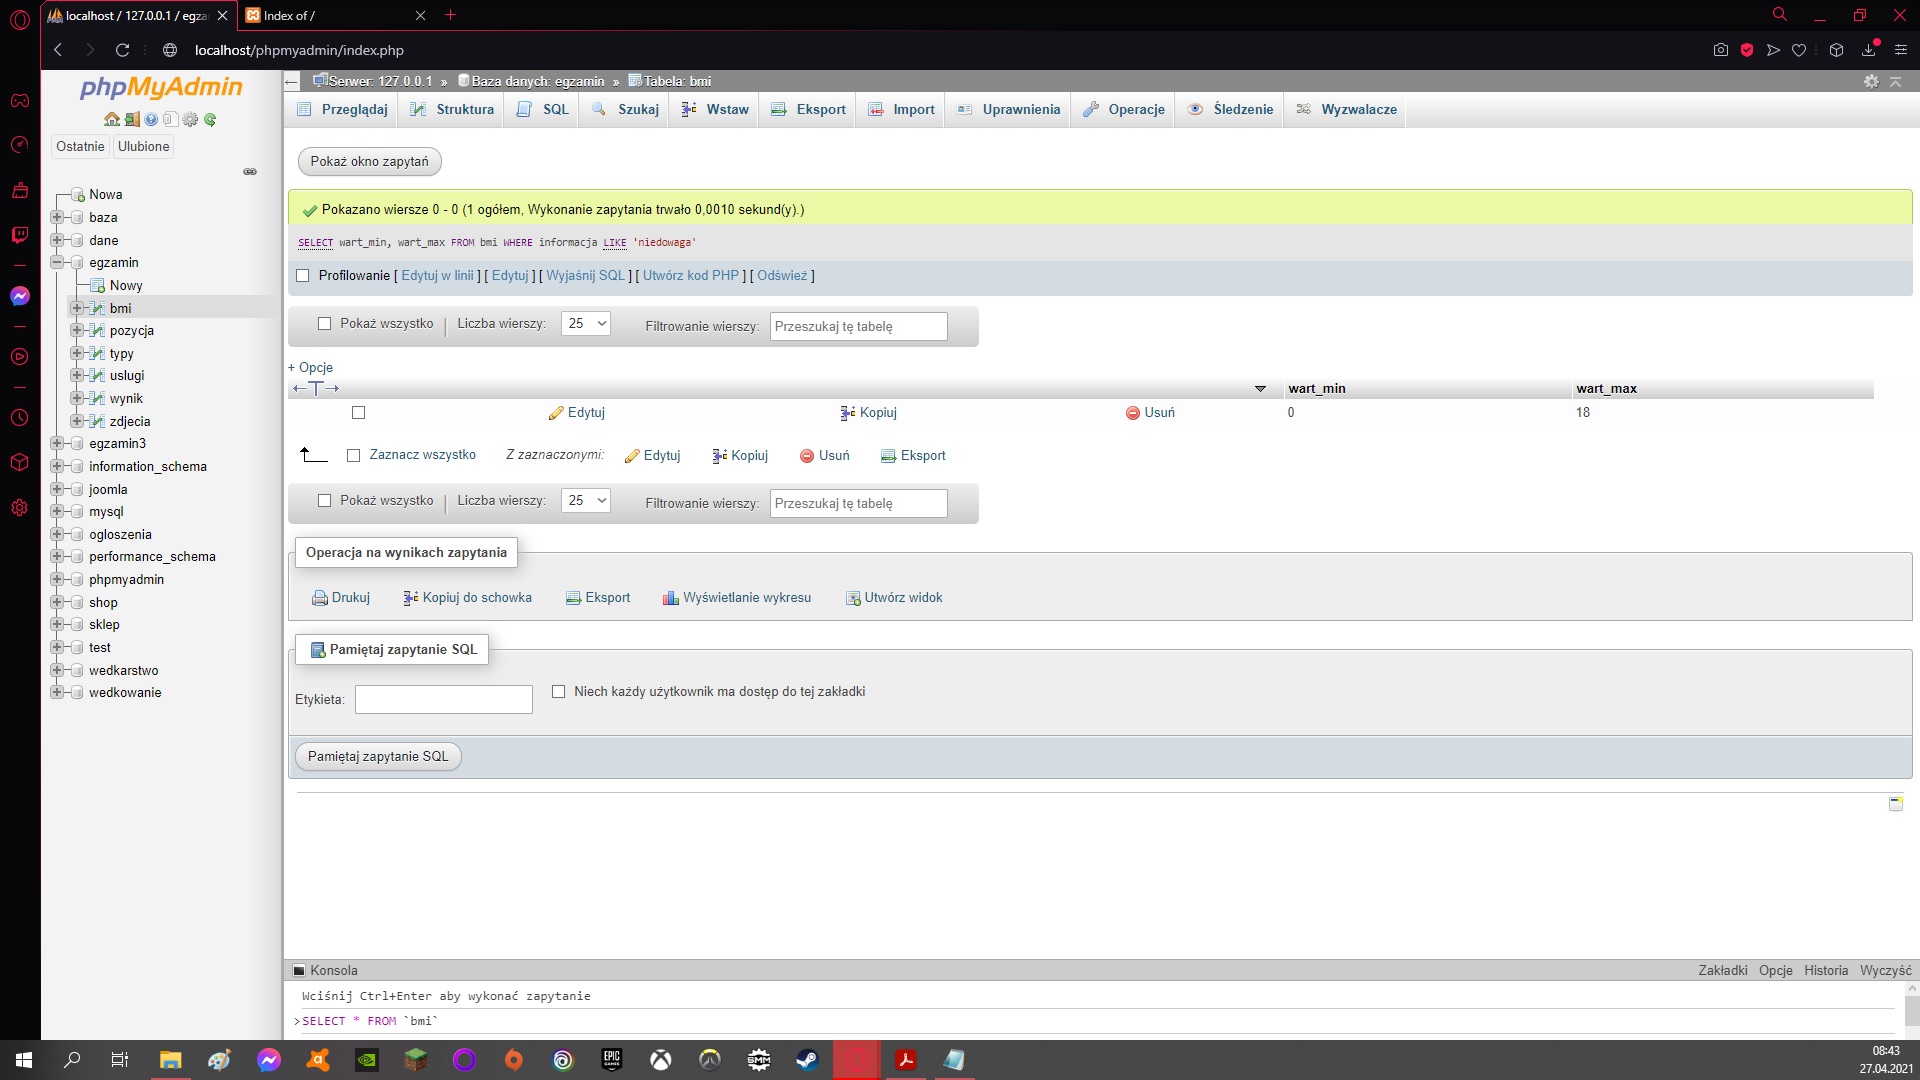 localhost / 127.0.0.1 / egza
Index of /
localhost/phpmyadmin/index.php
phpMyAdmin
Ostatnie
Ulubione
Nowa
baza
dane
egzamin
Nowy
bmi
pozycja
typy
uslugi
wynik
zdjecia
egzamin3
information_schema
joomla
mysql
ogloszenia
performance_schema
phpmyadmin
shop
sklep
test
wedkarstwo
wedkowanie
Serwer: 127.0.0.1 » Baza danych: egzamin » Tabela: bmi
Przeglądaj Struktura SQL Szukaj Wstaw Eksport Import Uprawnienia Operacje Śledzenie Wyzwalacze
Pokaż okno zapytań
Pokazano wiersze 0 - 0 (1 ogółem, Wykonanie zapytania trwało 0,0010 sekund(y).)
SELECT wart_min, wart_max FROM bmi WHERE informacja LIKE 'niedowaga'
Profilowanie [ Edytuj w linii ] [ Edytuj ] [ Wyjaśnij SQL ] [ Utwórz kod PHP ] [ Odśwież ]
Pokaż wszystko | Liczba wierszy: 25 Filtrowanie wierszy: Przeszukaj tę tabelę
+ Opcje
←T→ wart_min wart_max
Edytuj Kopiuj Usuń 0 18
Zaznacz wszystko Z zaznaczonymi: Edytuj Kopiuj Usuń Eksport
Pokaż wszystko | Liczba wierszy: 25 Filtrowanie wierszy: Przeszukaj tę tabelę
Operacja na wynikach zapytania
Drukuj Kopiuj do schowka Eksport Wyświetlanie wykresu Utwórz widok
Pamiętaj zapytanie SQL
Etykieta: Niech każdy użytkownik ma dostęp do tej zakładki
Pamiętaj zapytanie SQL
Konsola Zakładki Opcje Historia Wyczyść
Wciśnij Ctrl+Enter aby wykonać zapytanie
>SELECT * FROM `bmi`
EPIC GAMES
SMM
08:43
27.04.2021